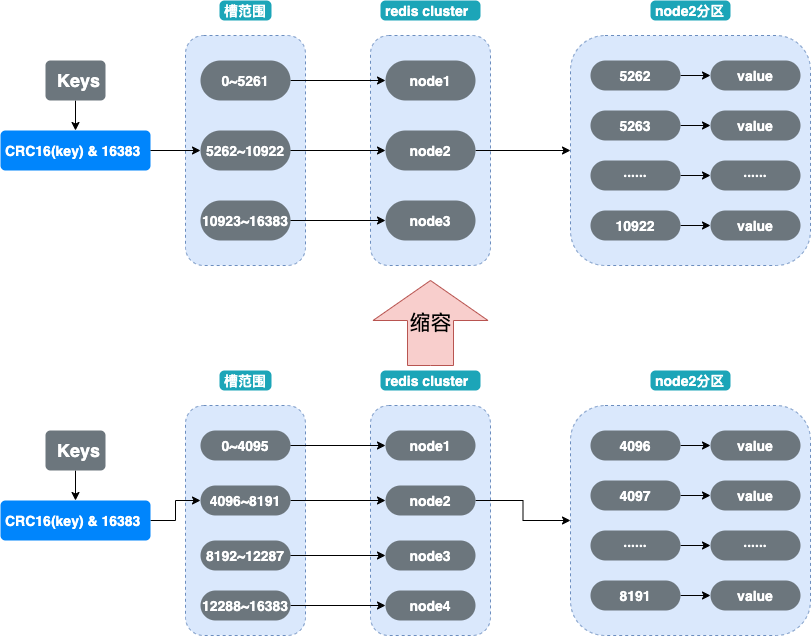 槽范围
redis cluster
node2分区
Keys
CRC16(key) & 16383
0~5261
5262~10922
10923~16383
node1
node2
node3
5262
value
5263
value
······
······
10922
value
缩容
槽范围
redis cluster
node2分区
Keys
CRC16(key) & 16383
0~4095
4096~8191
8192~12287
12288~16383
node1
node2
node3
node4
4096
value
4097
value
······
······
8191
value